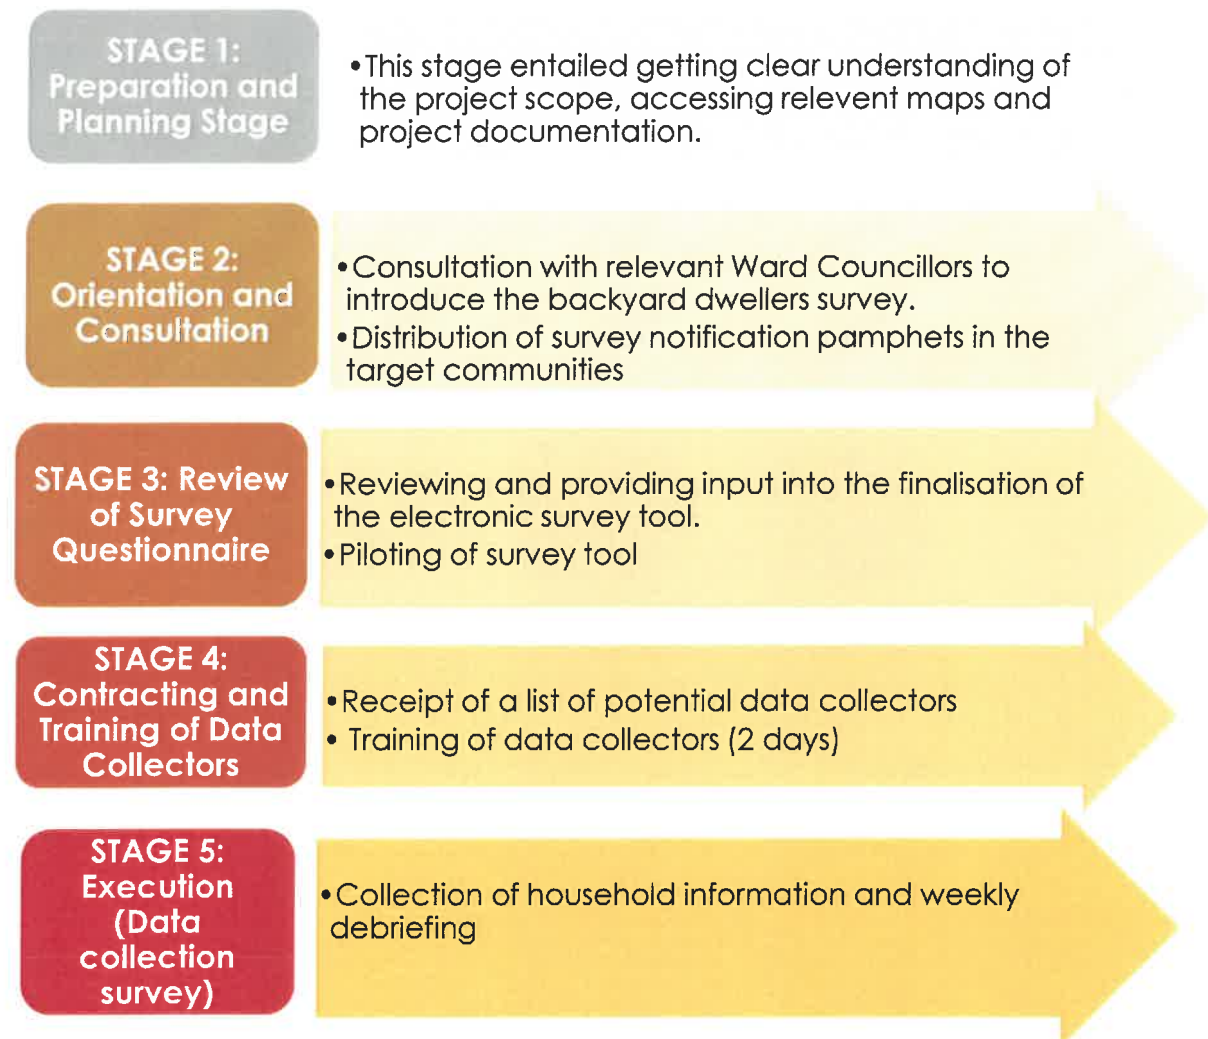 STAGE 1:
Preparation and
Planning Stage
•This stage entailed getting clear understanding of
the project scope, accessing relevent maps and
project documentation.
STAGE 2:
Orientation and
Consultation
•Consultation with relevant Ward Councillors to
introduce the backyard dwellers survey.
•Distribution of survey notification pamphets in the
target communities
STAGE 3: Review
of Survey
Questionnaire
•Reviewing and providing input into the finalisation of
the electronic survey tool.
•Piloting of survey tool
STAGE 4:
Contracting and
Training of Data
Collectors
•Receipt of a list of potential data collectors
• Training of data collectors (2 days)
STAGE 5:
Execution
(Data
collection
survey)
•Collection of household information and weekly
debriefing